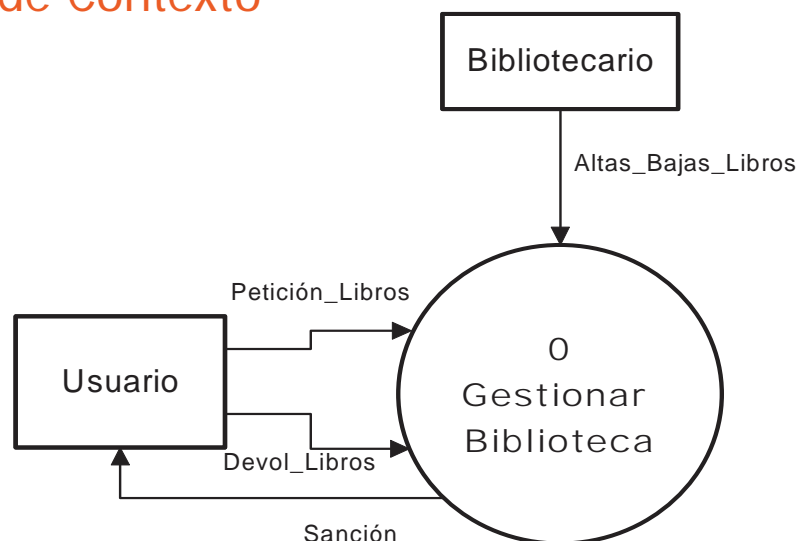 de Contexto
Bibliotecario
Altas_Bajas_Libros
Petición_Libros
Usuario
0
Gestionar
Biblioteca
Devol_Libros
Sanción